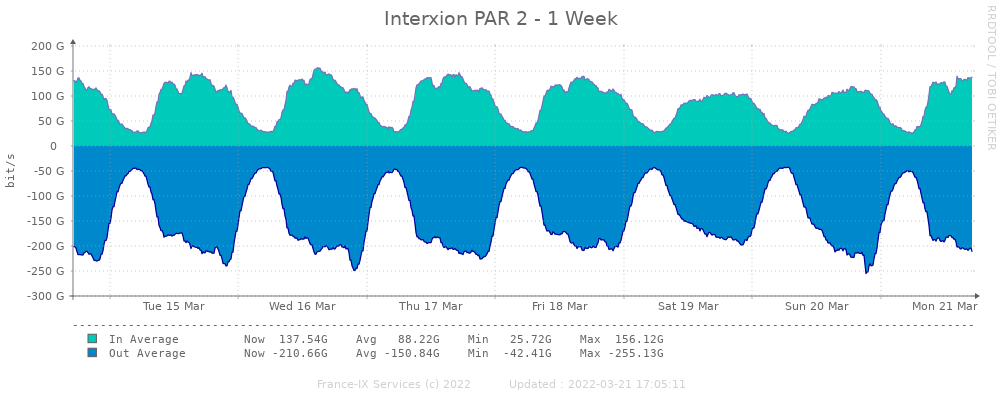 Interxion PAR 2 - 1 Week
RRDTOOL / TOBI OETIKER
bit/s
200 G
150 G
100 G
50 G
0
-50 G
-100 G
-150 G
-200 G
-250 G
-300 G
Tue 15 Mar Wed 16 Mar Thu 17 Mar Fri 18 Mar Sat 19 Mar Sun 20 Mar Mon 21 Mar
In Average Now 137.54G Avg 88.22G Min 25.72G Max 156.12G
Out Average Now -210.66G Avg -150.84G Min -42.41G Max -255.13G
France-IX Services (c) 2022 Updated : 2022-03-21 17:05:11